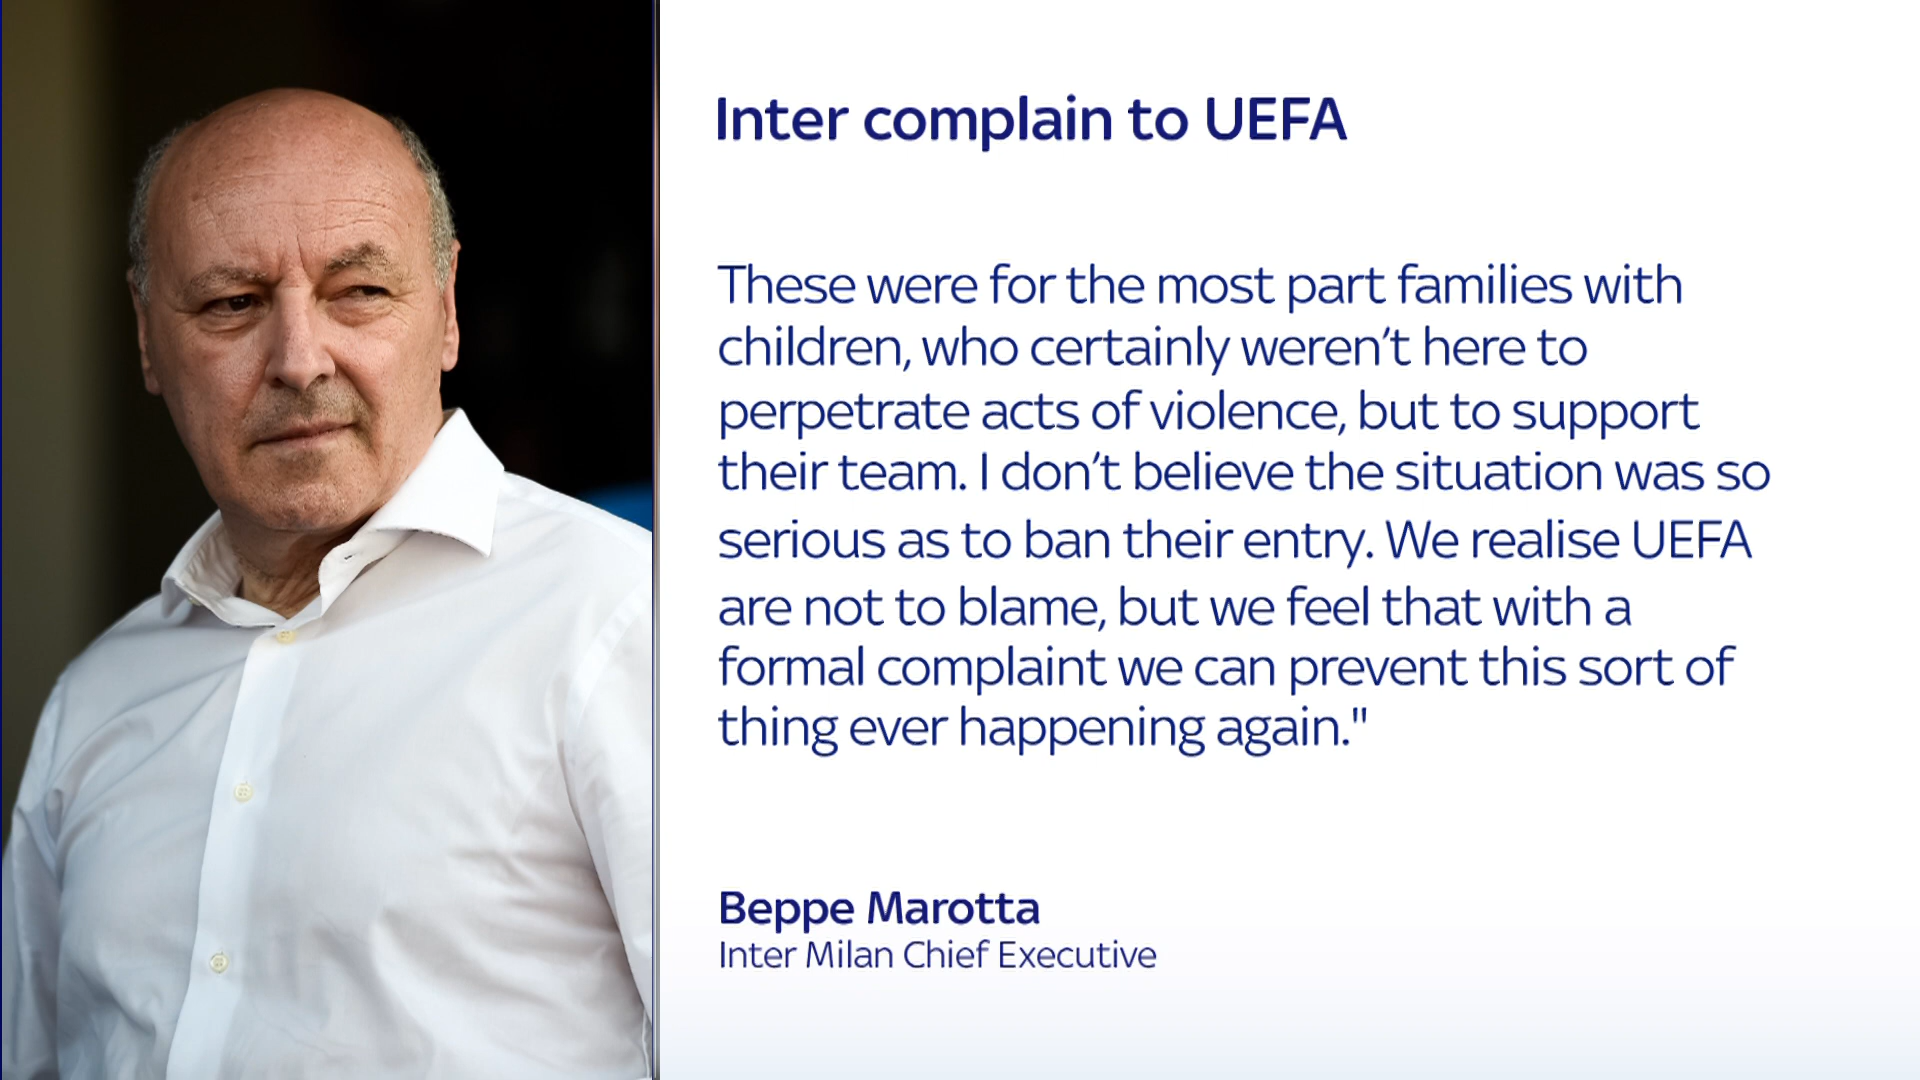 Inter complain to UEFA
These were for the most part families with
children, who certainly weren’t here to
perpetrate acts of violence, but to support
their team. I don’t believe the situation was so
serious as to ban their entry. We realise UEFA
are not to blame, but we feel that with a
formal complaint we can prevent this sort of
thing ever happening again."
Beppe Marotta
Inter Milan Chief Executive